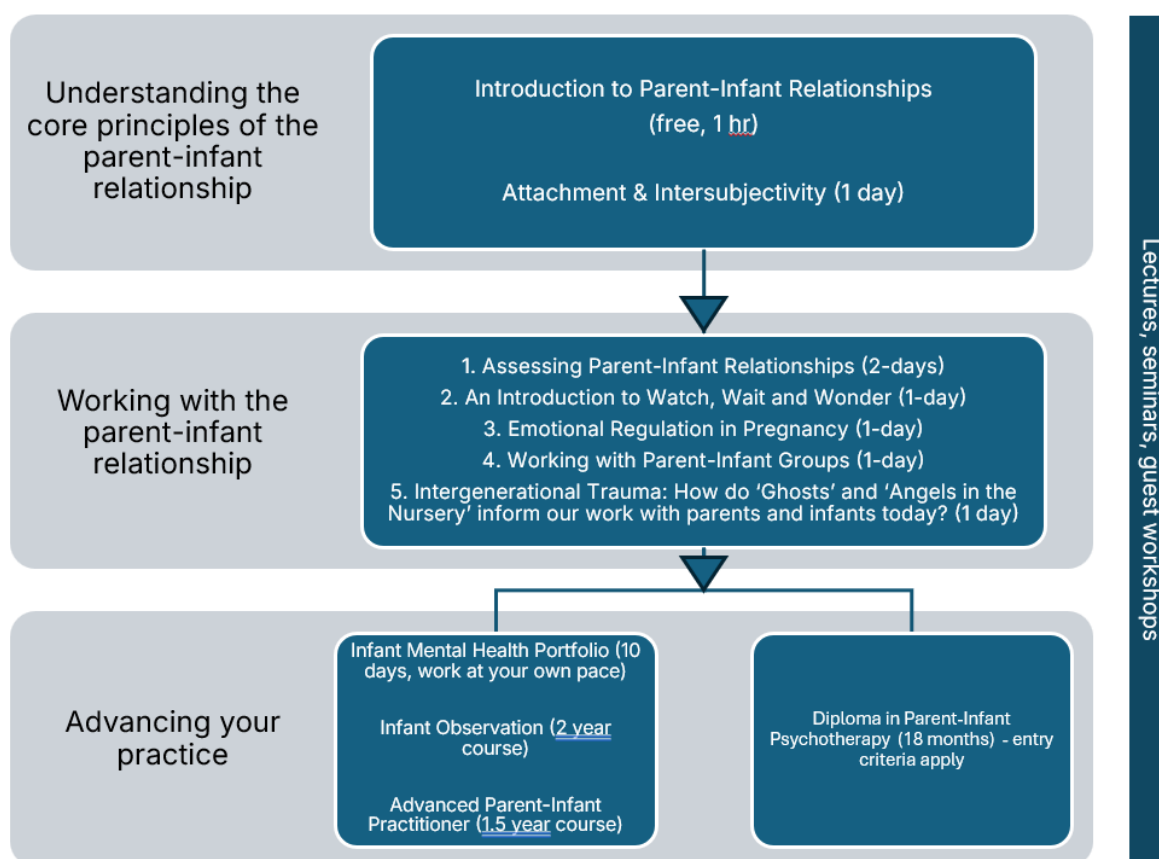 Understanding the
core principles of the
parent-infant
relationship
Introduction to Parent-Infant Relationships
(free, 1 hr)
Attachment & Intersubjectivity (1 day)
Working with the
parent-infant
relationship
1. Assessing Parent-Infant Relationships (2-days)
2. An Introduction to Watch, Wait and Wonder (1-day)
3. Emotional Regulation in Pregnancy (1-day)
4. Working with Parent-Infant Groups (1-day)
5. Intergenerational Trauma: How do ‘Ghosts’ and ‘Angels in the
Nursery’ inform our work with parents and infants today? (1 day)
Advancing your
practice
Infant Mental Health Portfolio (10
days, work at your own pace)
Infant Observation (2 year
course)
Advanced Parent-Infant
Practitioner (1.5 year course)
Diploma in Parent-Infant
Psychotherapy (18 months) - entry
criteria apply
Lectures, seminars, guest workshops